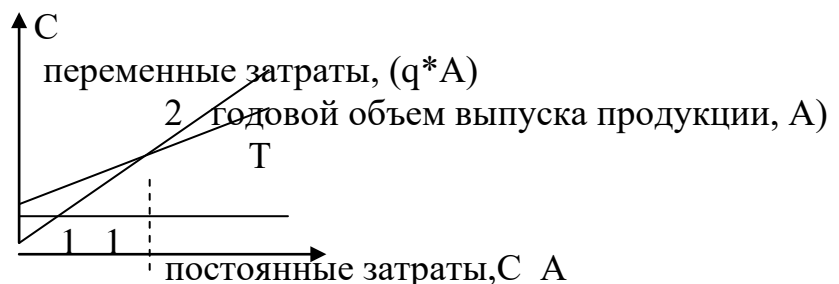 С
переменные затраты, (q*A)
2 годовой объем выпуска продукции, А)
Т
1 1
постоянные затраты,С А